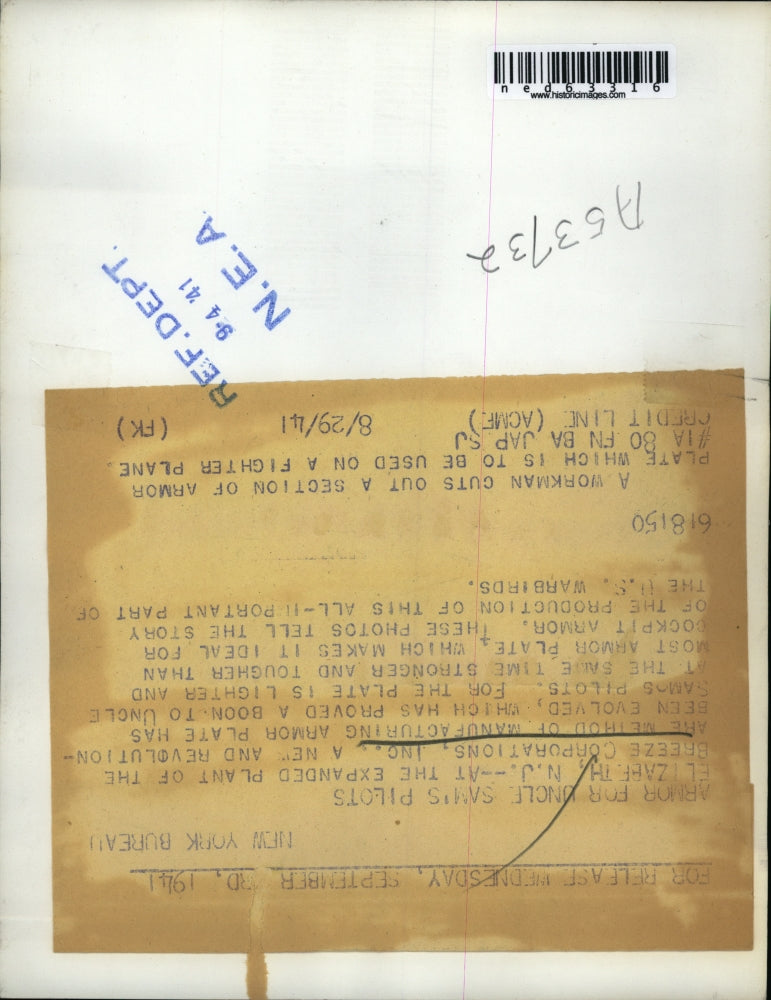 ned63316
www.historicimages.com
A53732
REF. DEPT.
9-4 '41
N.E.A.
FOR RELEASE WEDNESDAY, SEPTEMBER 3RD, 1941
NEW YORK BUREAU
ARMOR FOR UNCLE SAM'S PILOTS
ELIZABETH, N.J.--AT THE EXPANDED PLANT OF THE
BREEZE CORPORATIONS, INC. A NEW AND REVOLUTION-
ARE METHOD OF MANUFACTURING ARMOR PLATE HAS
BEEN EVOLVED, WHICH HAS PROVED A BOON TO UNCLE
SAMS PILOTS. FOR THE PLATE IS LIGHTER AND
AT THE SAME TIME STRONGER AND TOUGHER THAN
MOST ARMOR PLATE, WHICH MAKES IT IDEAL FOR
COCKPIT ARMOR. THESE PHOTOS TELL THE STORY
OF THE PRODUCTION OF THIS ALL-IMPORTANT PART OF
THE U.S. WARBIRDS.
618150
A WORKMAN CUTS OUT A SECTION OF ARMOR
PLATE WHICH IS TO BE USED ON A FIGHTER PLANE.
#1A 80 FN BA JAP SJ
CREDIT LINE (ACME) 8/29/41 (FK)